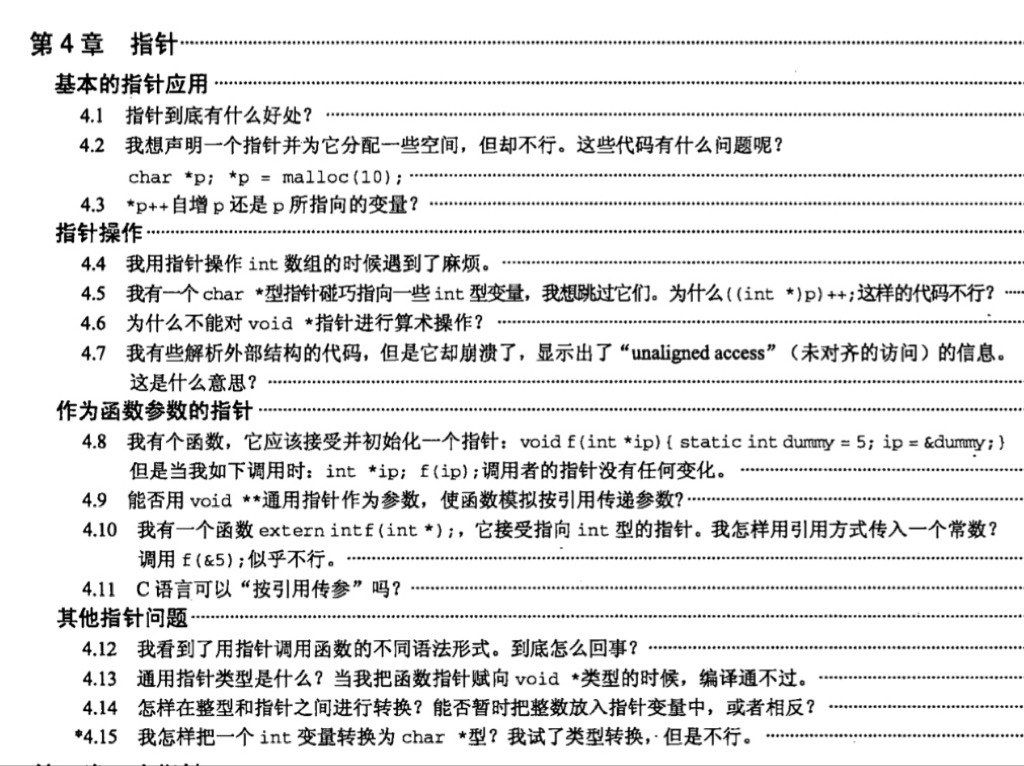 第 4 章 指针
基本的指针应用
4.1 指针到底有什么好处？
4.2 我想声明一个指针并为它分配一些空间，但却不行。这些代码有什么问题呢？
char *p; *p = malloc(10);
4.3 *p++自增 p 还是 p 所指向的变量？
指针操作
4.4 我用指针操作 int 数组的时候遇到了麻烦。
4.5 我有一个 char *型指针碰巧指向一些 int 型变量，我想跳过它们。为什么((int *)p)++;这样的代码不行？
4.6 为什么不能对 void *指针进行算术操作？
4.7 我有些解析外部结构的代码，但是它却崩溃了，显示出了“unaligned access”（未对齐的访问）的信息。
这是什么意思？
作为函数参数的指针
4.8 我有个函数，它应该接受并初始化一个指针：void f(int *ip){ static int dummy = 5; ip = &dummy;}
但是当我如下调用时：int *ip; f(ip);调用者的指针没有任何变化。
4.9 能否用 void **通用指针作为参数，使函数模拟按引用传递参数?
4.10 我有一个函数 extern intf(int *);，它接受指向 int 型的指针。我怎样用引用方式传入一个常数？
调用 f(&5);似乎不行。
4.11 C 语言可以“按引用传参”吗？
其他指针问题
4.12 我看到了用指针调用函数的不同语法形式。到底怎么回事？
4.13 通用指针类型是什么？当我把函数指针赋向 void *类型的时候，编译通不过。
4.14 怎样在整型和指针之间进行转换？能否暂时把整数放入指针变量中，或者相反？
*4.15 我怎样把一个 int 变量转换为 char *型？我试了类型转换，但是不行。